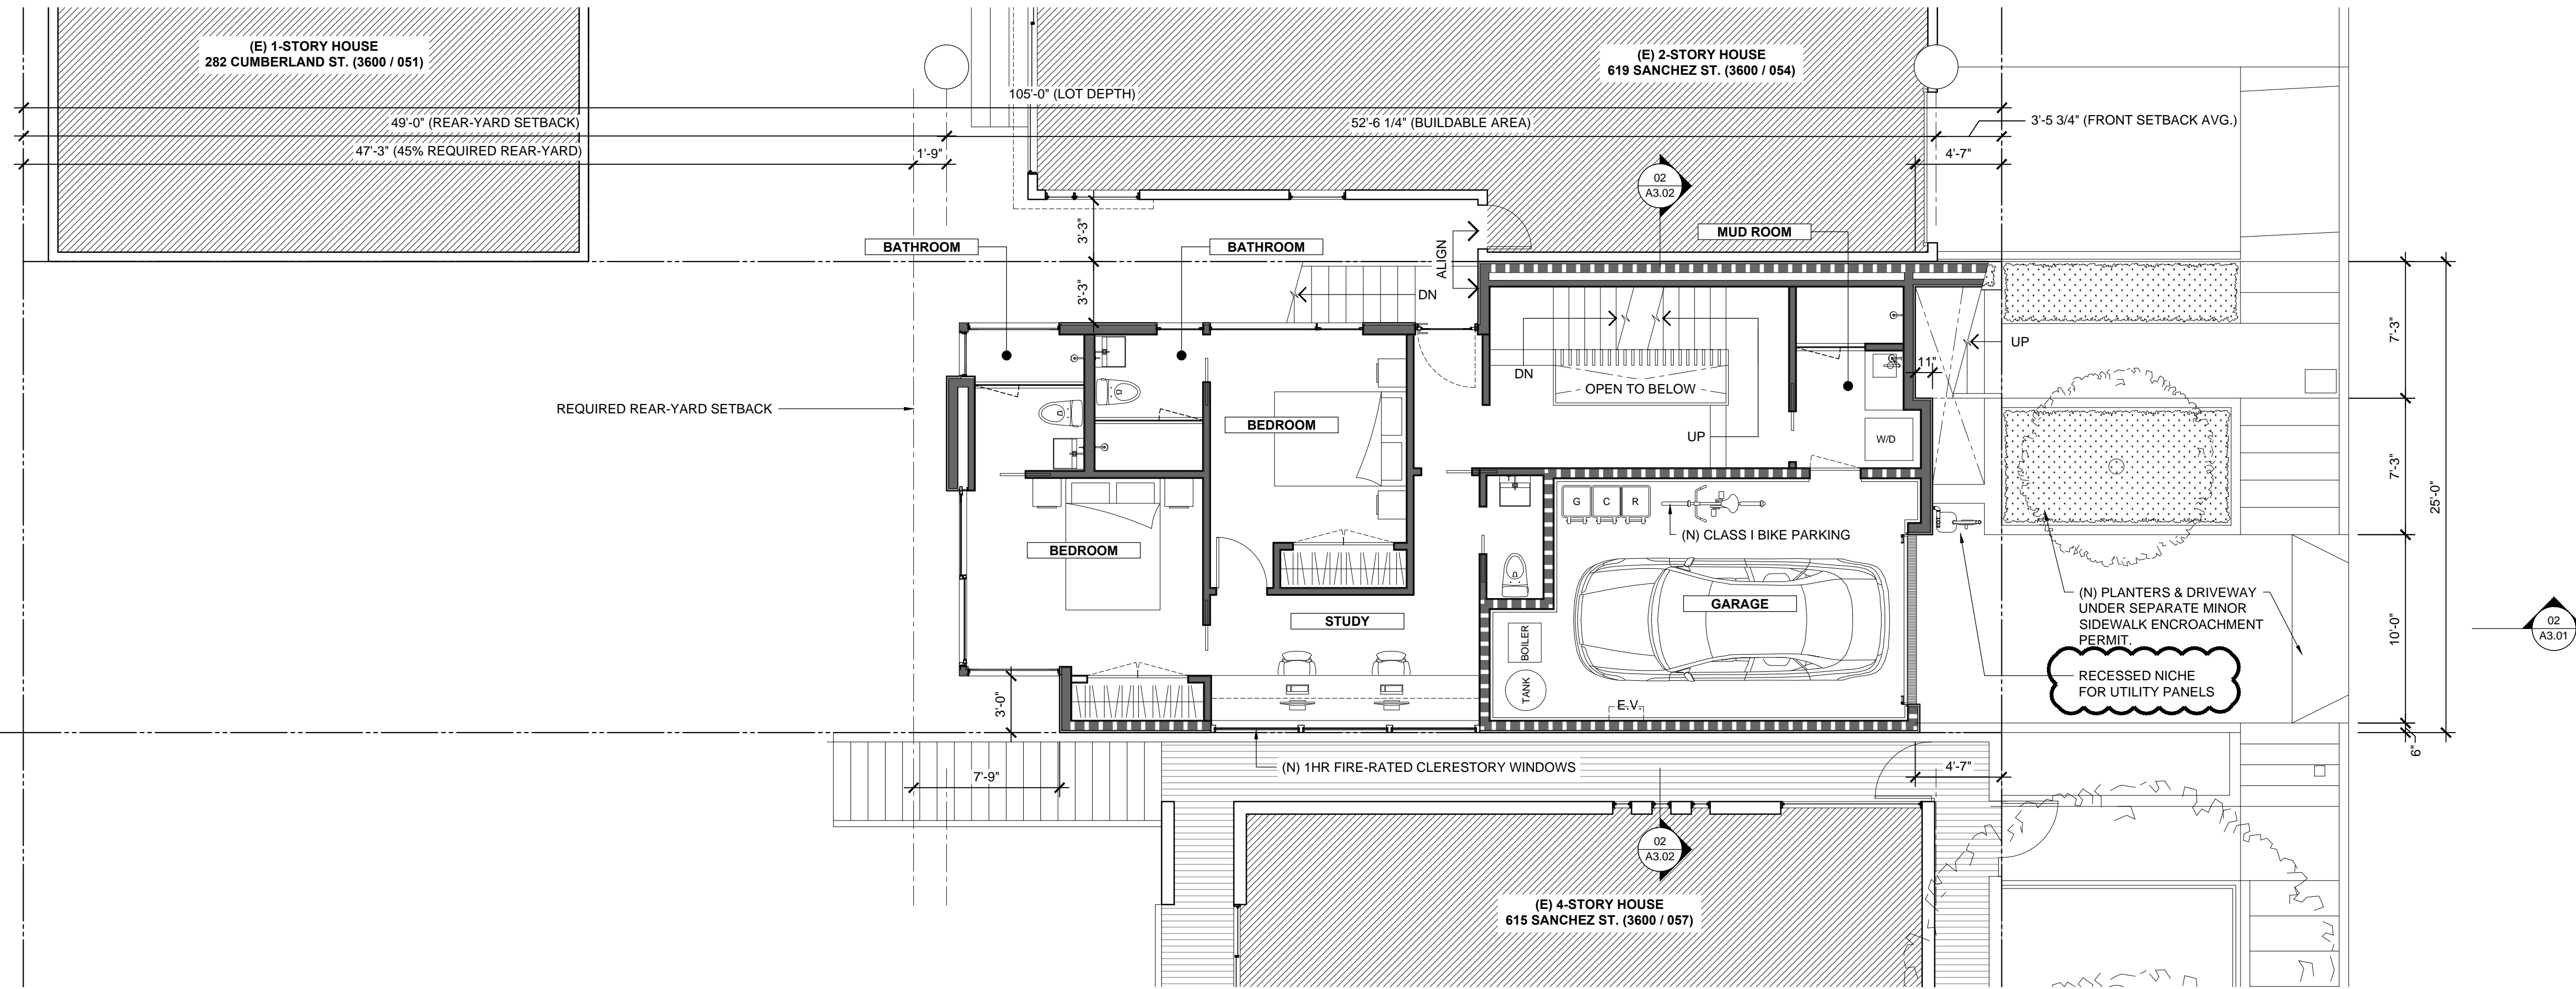 (E) 1-STORY HOUSE
282 CUMBERLAND ST. (3600 / 051)
(E) 2-STORY HOUSE
619 SANCHEZ ST. (3600 / 054)
105'-0" (LOT DEPTH)
49'-0" (REAR-YARD SETBACK)
52'-6 1/4" (BUILDABLE AREA)
3'-5 3/4" (FRONT SETBACK AVG.)
47'-3" (45% REQUIRED REAR-YARD)
1'-9"
4'-7"
02
A3.02
3'-3"
BATHROOM
BATHROOM
ALIGN
MUD ROOM
3'-3"
DN
UP
7'-3"
11"
DN
OPEN TO BELOW
REQUIRED REAR-YARD SETBACK
BEDROOM
UP
W/D
7'-3"
25'-0"
G
C
R
(N) CLASS I BIKE PARKING
BEDROOM
GARAGE
STUDY
(N) PLANTERS & DRIVEWAY
UNDER SEPARATE MINOR
SIDEWALK ENCROACHMENT
PERMIT.
10'-0"
02
A3.01
BOILER
TANK
RECESSED NICHE
FOR UTILITY PANELS
3'-0"
E.V.
6"
(N) 1HR FIRE-RATED CLERESTORY WINDOWS
7'-9"
4'-7"
02
A3.02
(E) 4-STORY HOUSE
615 SANCHEZ ST. (3600 / 057)